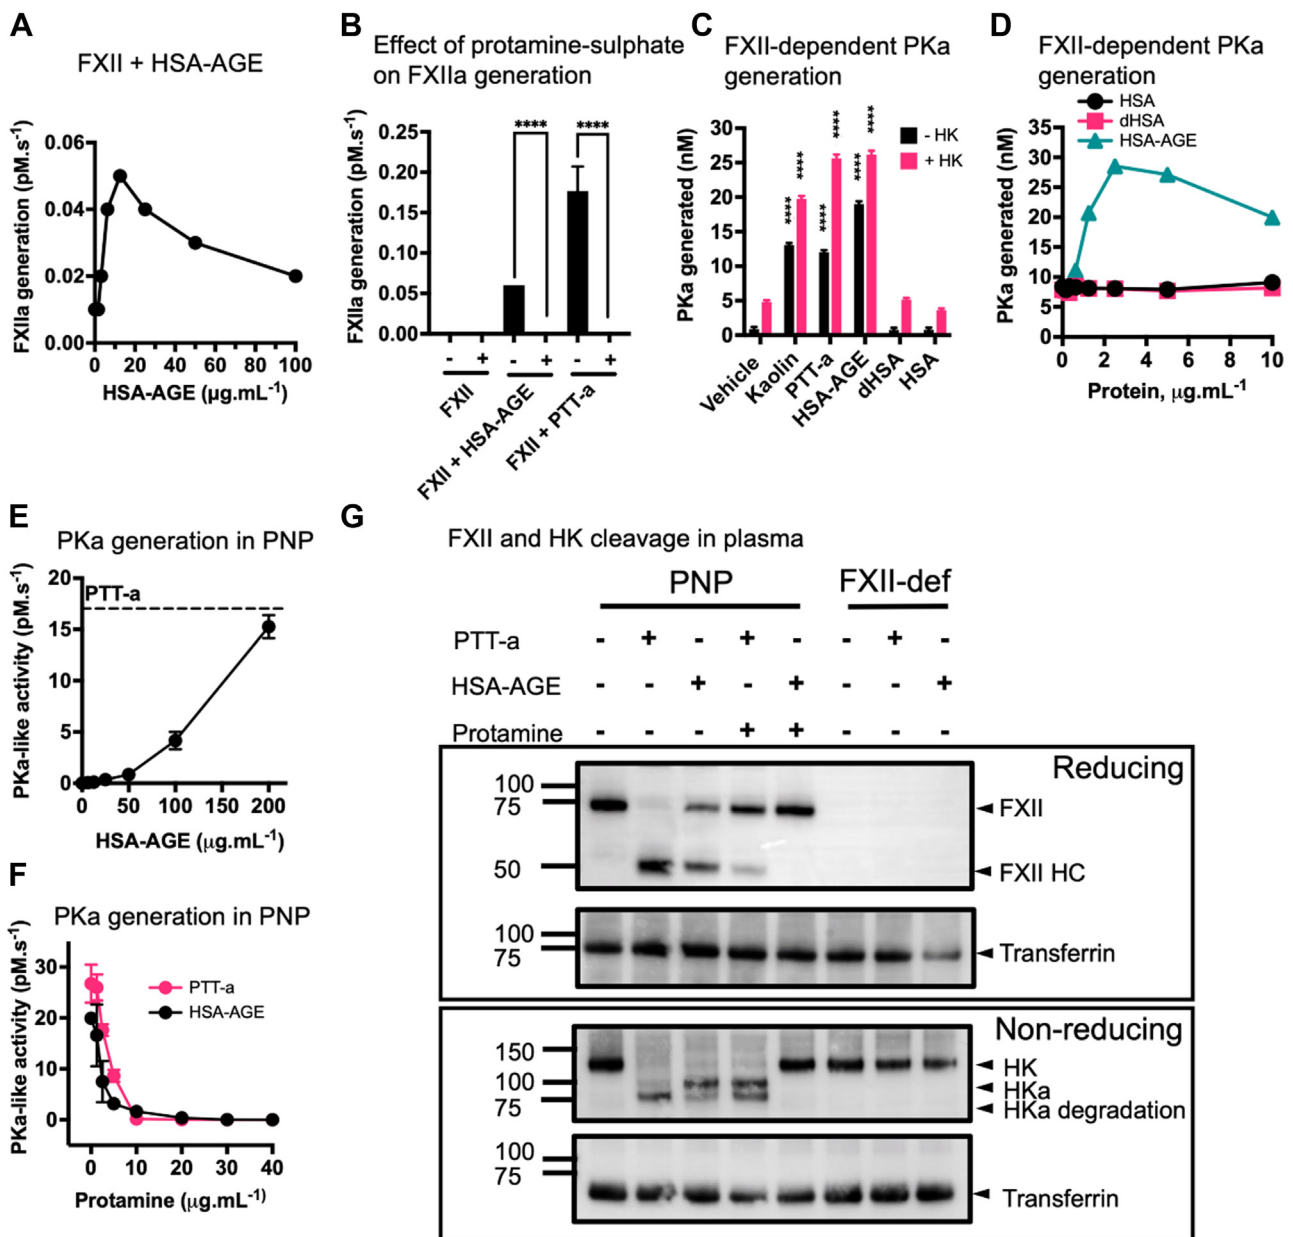 A
FXII + HSA-AGE
FXIIa generation (pM.s⁻¹)
0.06
0.04
0.02
0.00
0 20 40 60 80 100
HSA-AGE (μg.mL⁻¹)
B
Effect of protamine-sulphate
on FXIIa generation
FXIIa generation (pM.s⁻¹)
0.25
0.20
0.15
0.10
0.05
0.00
**** ****
- + - + - +
FXII
FXII + HSA-AGE
FXII + PTT-a
C
FXII-dependent PKa
generation
PKa generated (nM)
30
25
20
15
10
5
0
**** **** **** **** **** ****
- HK
+ HK
Vehicle
Kaolin
PTT-a
HSA-AGE
dHSA
HSA
D
FXII-dependent PKa
generation
HSA
dHSA
HSA-AGE
PKa generated (nM)
35
30
25
20
15
10
5
0
0 2 4 6 8 10
Protein, μg.mL⁻¹
E
PKa generation in PNP
PKa-like activity (pM.s⁻¹)
20
15
10
5
0
PTT-a
0 50 100 150 200
HSA-AGE (μg.mL⁻¹)
F
PKa generation in PNP
PKa-like activity (pM.s⁻¹)
30
20
10
0
PTT-a
HSA-AGE
0 10 20 30 40
Protamine (μg.mL⁻¹)
G
FXII and HK cleavage in plasma
PNP FXII-def
PTT-a - + - + - - + -
HSA-AGE - - + - + - - +
Protamine - - - + + - - -
Reducing
100
75
50
FXII
FXII HC
100
75
Transferrin
Non-reducing
150
100
75
HK
HKa
HKa degradation
100
75
Transferrin